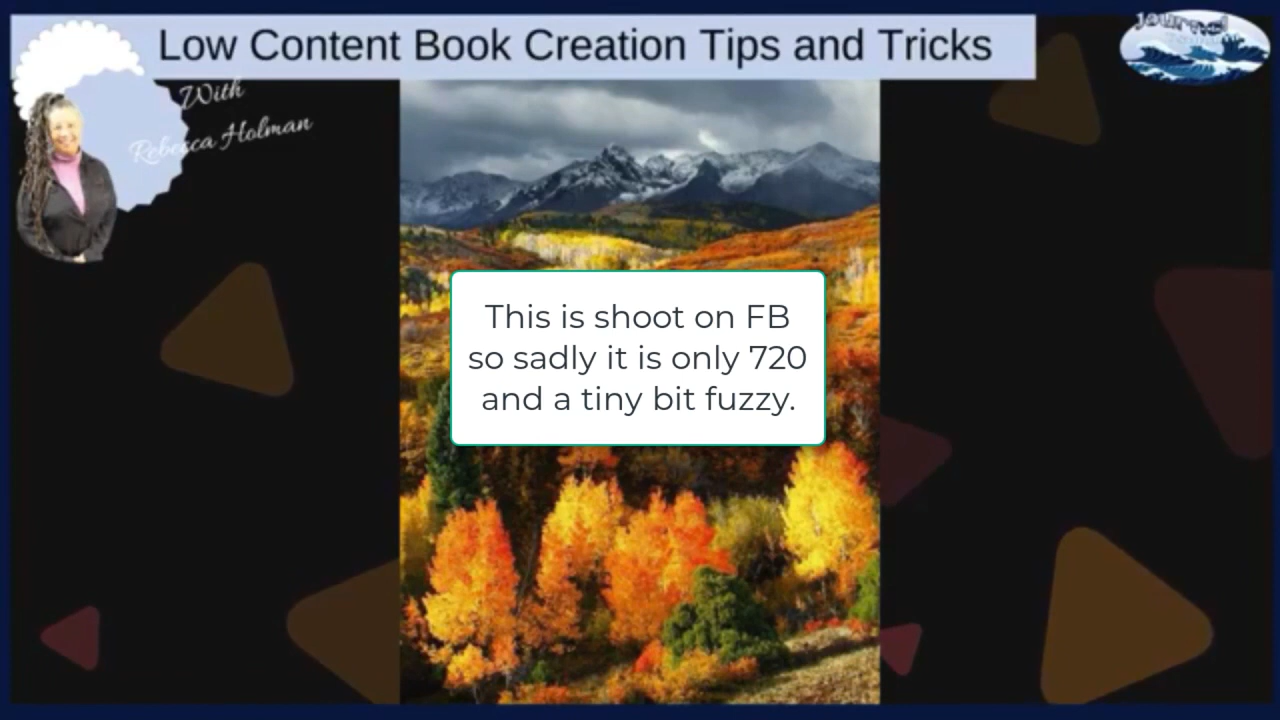 Low Content Book Creation Tips and Tricks
With
Rebecca Holman
Journal
This is shoot on FB
so sadly it is only 720
and a tiny bit fuzzy.